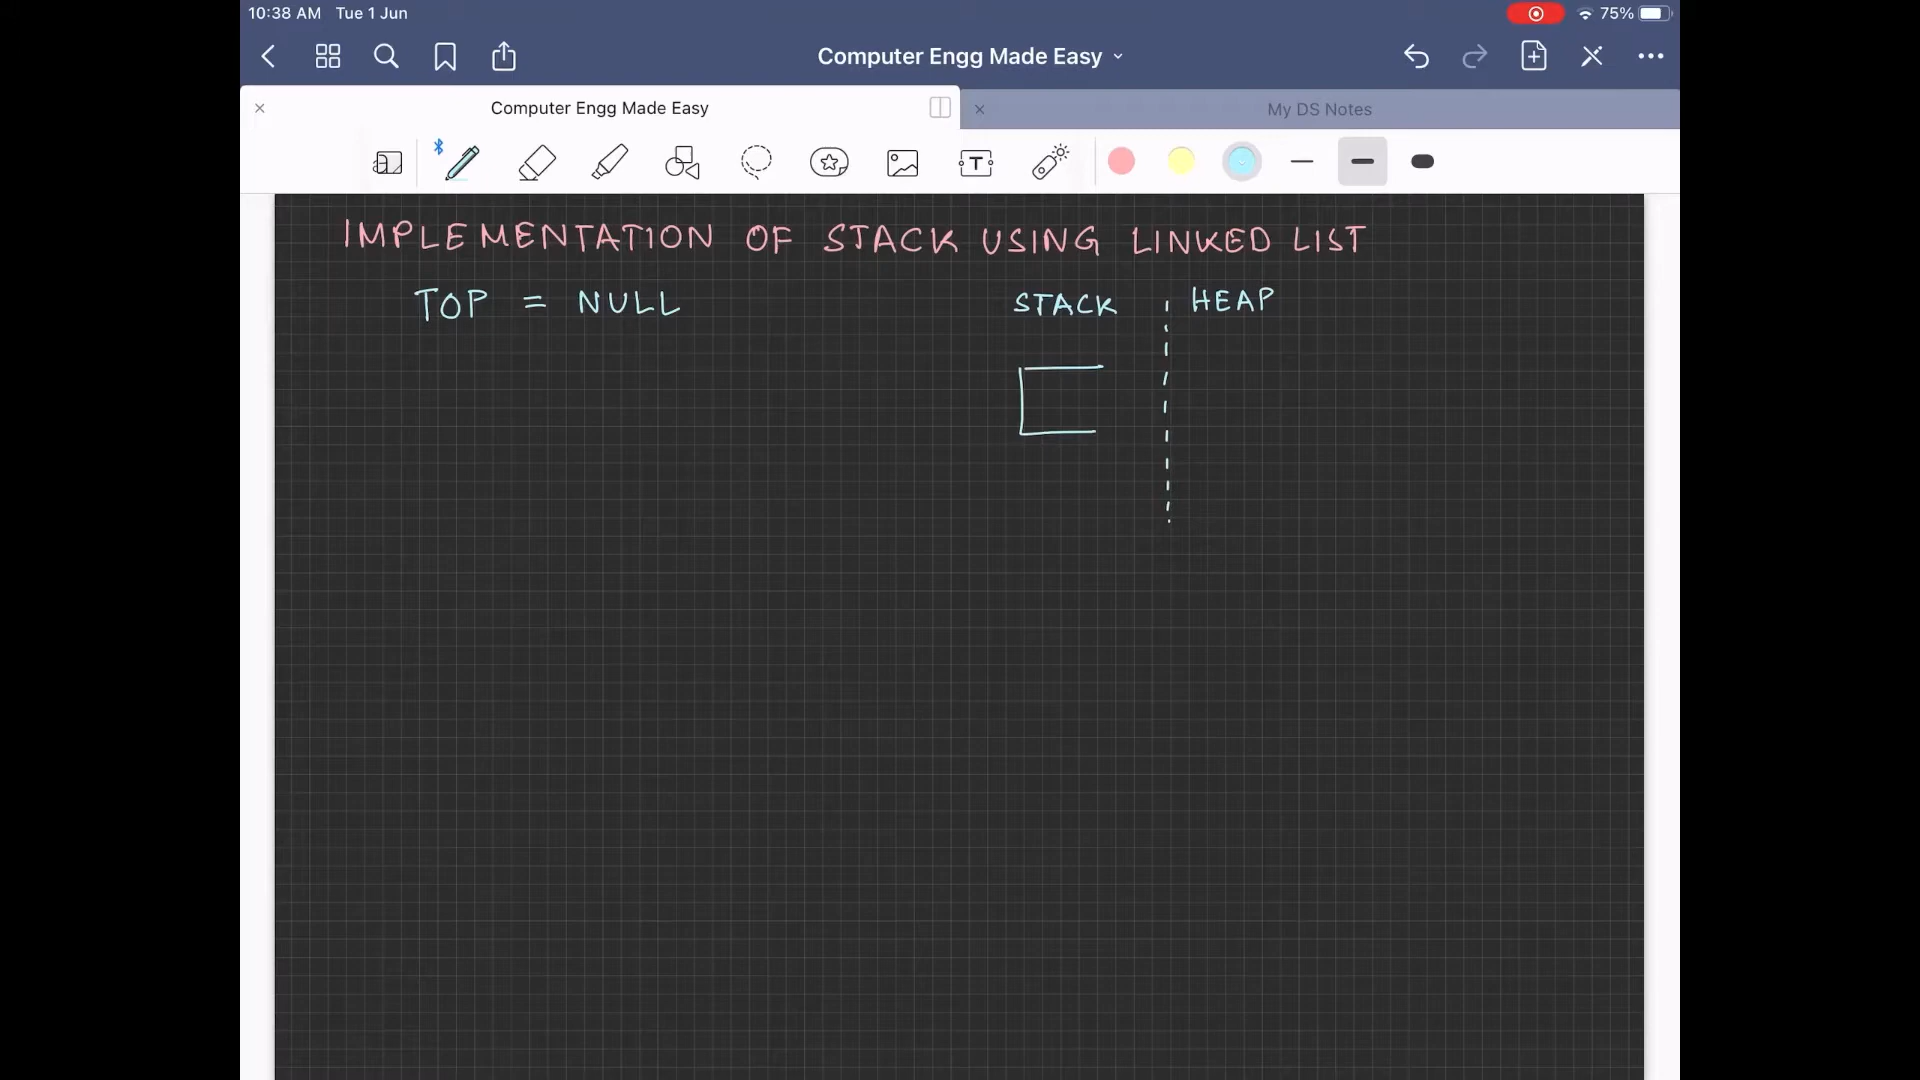 10:38 AM Tue 1 Jun 75%
Computer Engg Made Easy
Computer Engg Made Easy My DS Notes
IMPLEMENTATION OF STACK USING LINKED LIST
TOP = NULL STACK HEAP